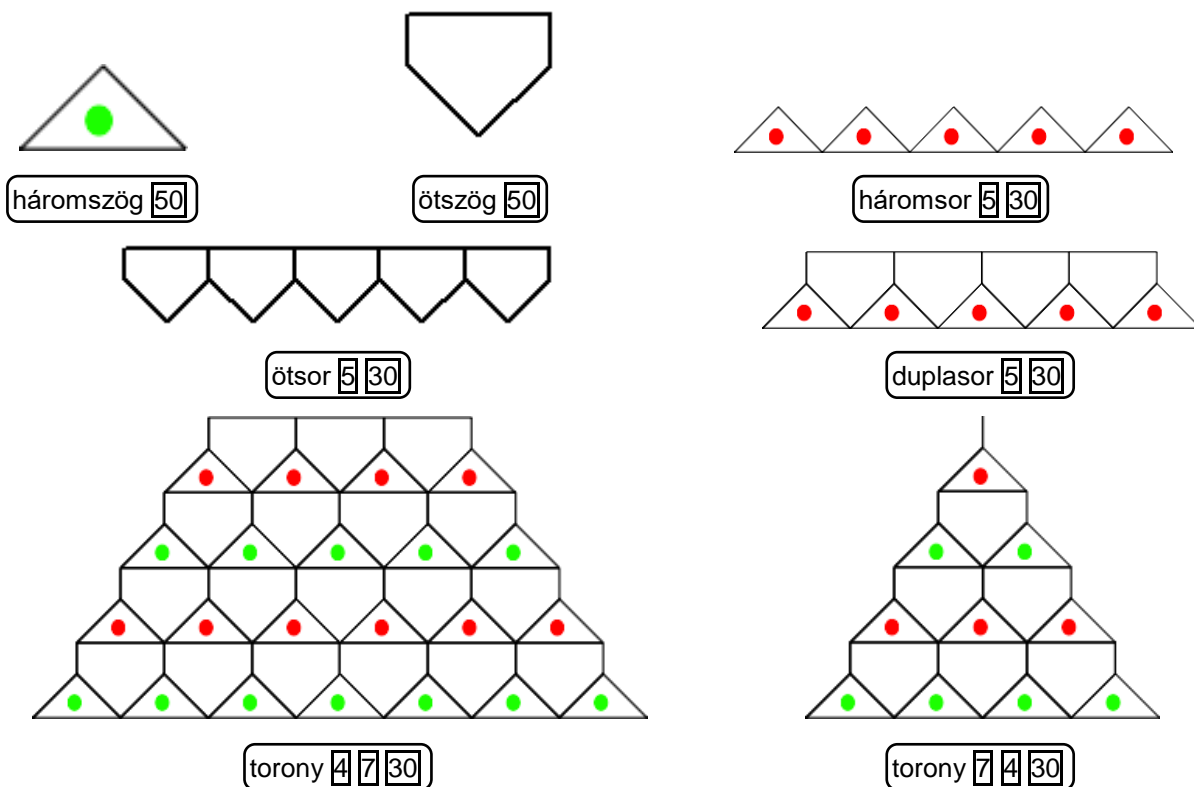 háromszög 50
ötszög 50
háromsor 5 30
ötsor 5 30
duplasor 5 30
torony 4 7 30
torony 7 4 30